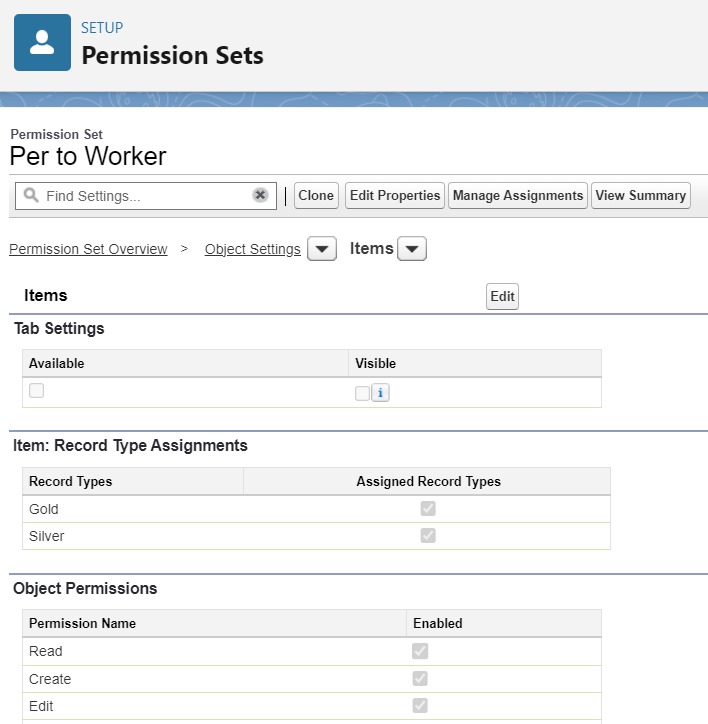 SETUP
Permission Sets
Permission Set
Per to Worker
Find Settings... Clone Edit Properties Manage Assignments View Summary
Permission Set Overview > Object Settings Items
Items Edit
Tab Settings
Available Visible
i
Item: Record Type Assignments
Record Types Assigned Record Types
Gold
Silver
Object Permissions
Permission Name Enabled
Read
Create
Edit